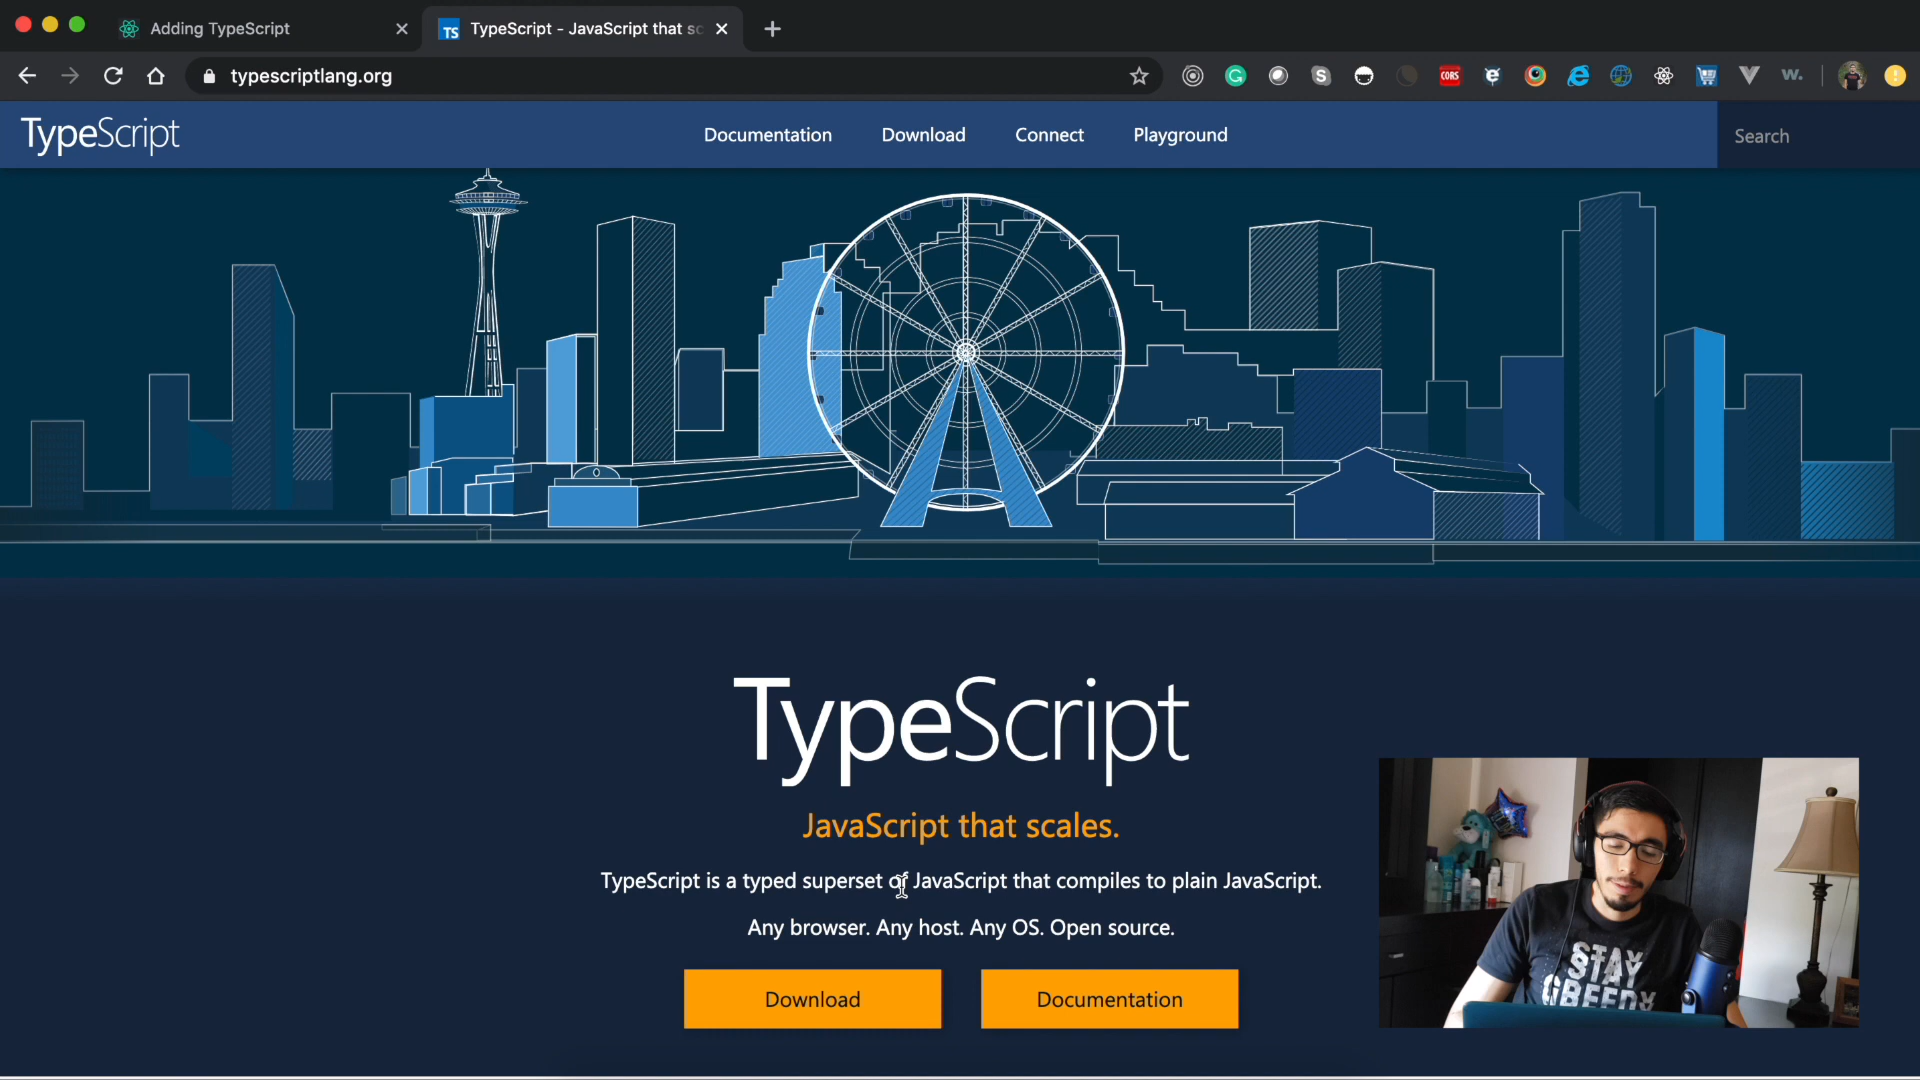 Adding TypeScript
TypeScript - JavaScript that sc
typescriptlang.org
CORS
TypeScript
Documentation
Download
Connect
Playground
Search
TypeScript
JavaScript that scales.
TypeScript is a typed superset of JavaScript that compiles to plain JavaScript.
Any browser. Any host. Any OS. Open source.
Download
Documentation
STAY
GREEDY